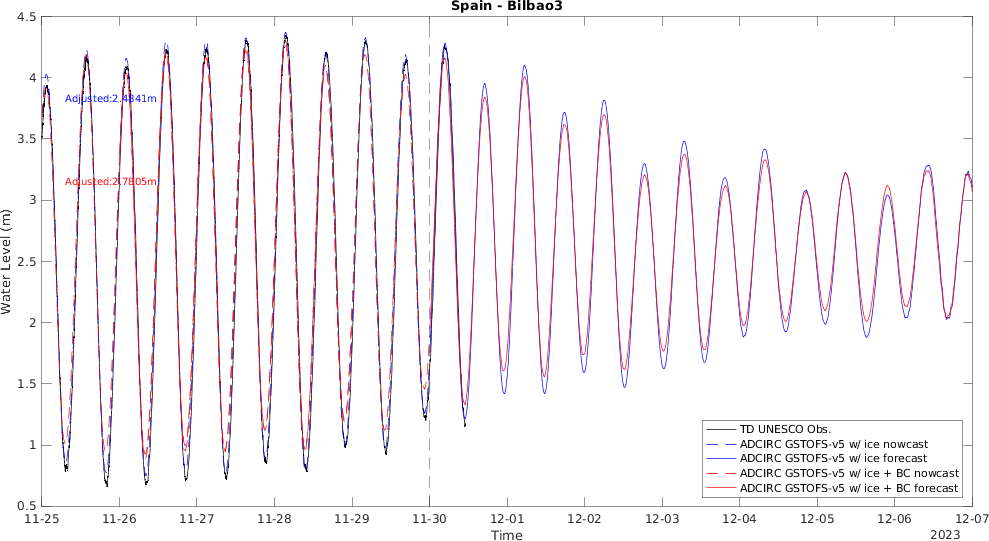 Spain - Bilbao3
4.5
4
3.5
3
2.5
2
1.5
1
0.5
Water Level (m)
Adjusted:2.4841m
Adjusted:2.7805m
TD UNESCO Obs.
ADCIRC GSTOFS-v5 w/ ice nowcast
ADCIRC GSTOFS-v5 w/ ice forecast
ADCIRC GSTOFS-v5 w/ ice + BC nowcast
ADCIRC GSTOFS-v5 w/ ice + BC forecast
11-25 11-26 11-27 11-28 11-29 11-30 12-01 12-02 12-03 12-04 12-05 12-06 12-07
Time
2023